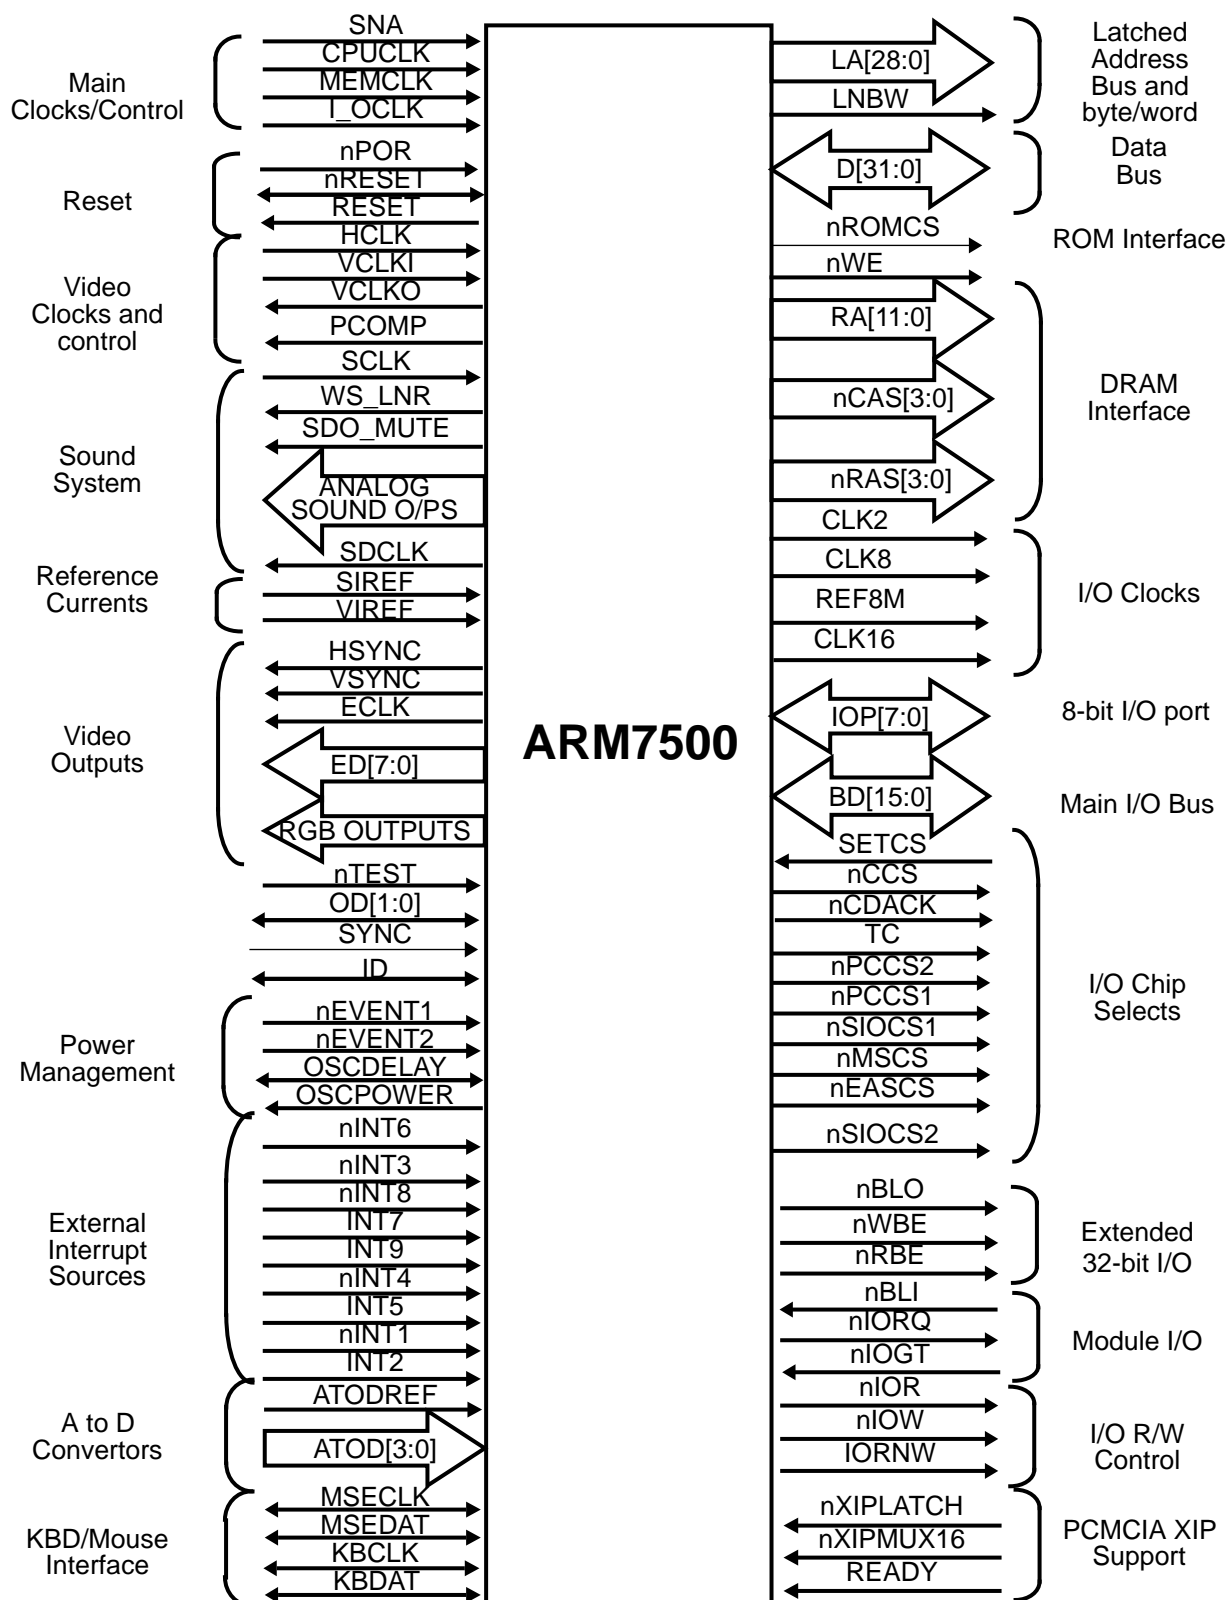 SNA
CPUCLK
MEMCLK
I_OCLK
Main
Clocks/Control
nPOR
nRESET
RESET
Reset
HCLK
VCLKI
VCLKO
PCOMP
Video
Clocks and
control
SCLK
WS_LNR
SDO_MUTE
ANALOG
SOUND O/PS
SDCLK
Sound
System
SIREF
VIREF
Reference
Currents
HSYNC
VSYNC
ECLK
ED[7:0]
RGB OUTPUTS
Video
Outputs
nTEST
OD[1:0]
SYNC
ID
nEVENT1
nEVENT2
OSCDELAY
OSCPOWER
Power
Management
nINT6
nINT3
nINT8
INT7
INT9
nINT4
INT5
nINT1
INT2
External
Interrupt
Sources
ATODREF
ATOD[3:0]
A to D
Convertors
MSECLK
MSEDAT
KBCLK
KBDAT
KBD/Mouse
Interface
ARM7500
LA[28:0]
LNBW
Latched
Address
Bus and
byte/word
D[31:0]
Data
Bus
nROMCS
ROM Interface
nWE
RA[11:0]
nCAS[3:0]
nRAS[3:0]
DRAM
Interface
CLK2
CLK8
REF8M
CLK16
I/O Clocks
IOP[7:0]
8-bit I/O port
BD[15:0]
Main I/O Bus
SETCS
nCCS
nCDACK
TC
nPCCS2
nPCCS1
nSIOCS1
nMSCS
nEASCS
nSIOCS2
I/O Chip
Selects
nBLO
nWBE
nRBE
Extended
32-bit I/O
nBLI
nIORQ
nIOGT
Module I/O
nIOR
nIOW
IORNW
I/O R/W
Control
nXIPLATCH
nXIPMUX16
READY
PCMCIA XIP
Support